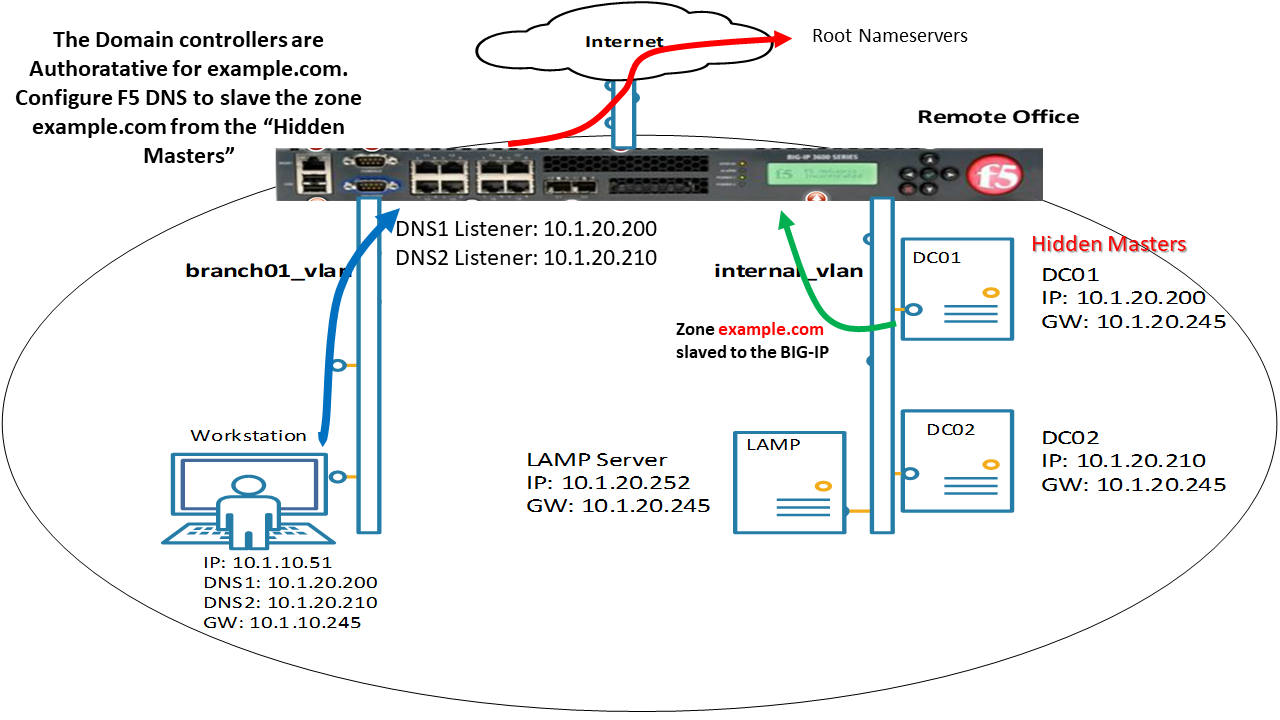 The Domain controllers are
Authoratative for example.com.
Configure F5 DNS to slave the zone
example.com from the “Hidden
Masters”
Internet
Root Nameservers
Remote Office
BIG-IP 3600 SERIES
f5
f5
DNS1 Listener: 10.1.20.200
DNS2 Listener: 10.1.20.210
branch01_vlan
internal_vlan
DC01
Hidden Masters
DC01
IP: 10.1.20.200
GW: 10.1.20.245
Zone example.com
slaved to the BIG-IP
Workstation
LAMP Server
IP: 10.1.20.252
GW: 10.1.20.245
LAMP
DC02
DC02
IP: 10.1.20.210
GW: 10.1.20.245
IP: 10.1.10.51
DNS1: 10.1.20.200
DNS2: 10.1.20.210
GW: 10.1.10.245